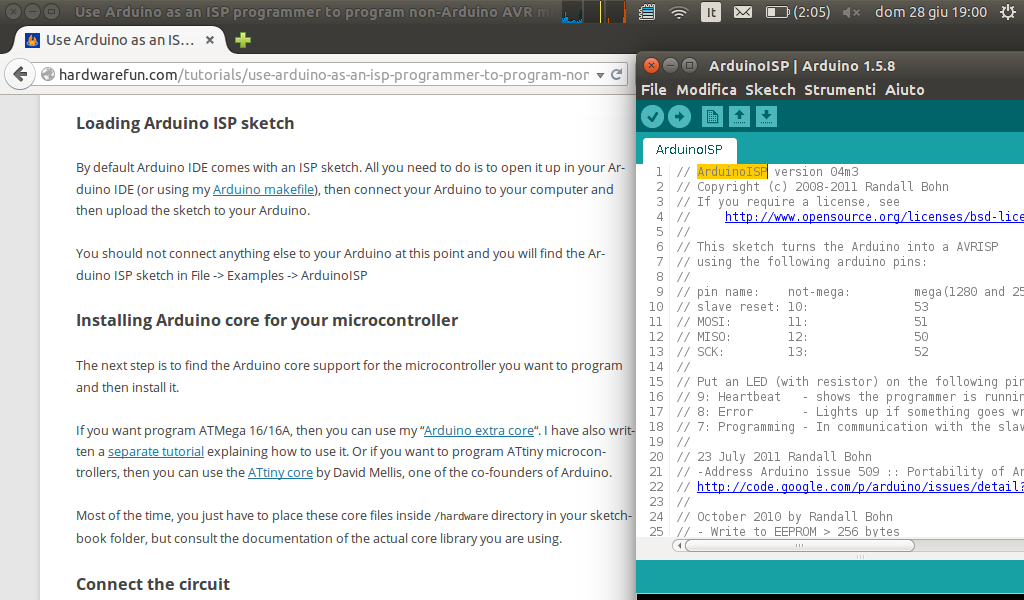 Use Arduino as an ISP programmer to program non-Arduino AVR m
It
(2:05)
dom 28 giu 19:00
Use Arduino as an IS...
hardwarefun.com/tutorials/use-arduino-as-an-isp-programmer-to-program-nor
Loading Arduino ISP sketch
By default Arduino IDE comes with an ISP sketch. All you need to do is to open it up in your Ar-
duino IDE (or using my Arduino makefile), then connect your Arduino to your computer and
then upload the sketch to your Arduino.
You should not connect anything else to your Arduino at this point and you will find the Ar-
duino ISP sketch in File -> Examples -> ArduinoISP
Installing Arduino core for your microcontroller
The next step is to find the Arduino core support for the microcontroller you want to program
and then install it.
If you want program ATMega 16/16A, then you can use my “Arduino extra core“. I have also writ-
ten a separate tutorial explaining how to use it. Or if you want to program ATtiny microcon-
trollers, then you can use the ATtiny core by David Mellis, one of the co-founders of Arduino.
Most of the time, you just have to place these core files inside /hardware directory in your sketch-
book folder, but consult the documentation of the actual core library you are using.
Connect the circuit
ArduinoISP | Arduino 1.5.8
File Modifica Sketch Strumenti Aiuto
ArduinoISP
1 // ArduinoISP version 04m3
2 // Copyright (c) 2008-2011 Randall Bohn
3 // If you require a license, see
4 // http://www.opensource.org/licenses/bsd-lice
5 //
6 // This sketch turns the Arduino into a AVRISP
7 // using the following arduino pins:
8 //
9 // pin name: not-mega: mega(1280 and 25
10 // slave reset: 10: 53
11 // MOSI: 11: 51
12 // MISO: 12: 50
13 // SCK: 13: 52
14 //
15 // Put an LED (with resistor) on the following pin
16 // 9: Heartbeat - shows the programmer is runnin
17 // 8: Error - Lights up if something goes wr
18 // 7: Programming - In communication with the slav
19 //
20 // 23 July 2011 Randall Bohn
21 // -Address Arduino issue 509 :: Portability of Ar
22 // http://code.google.com/p/arduino/issues/detail?
23 //
24 // October 2010 by Randall Bohn
25 // - Write to EEPROM > 256 bytes